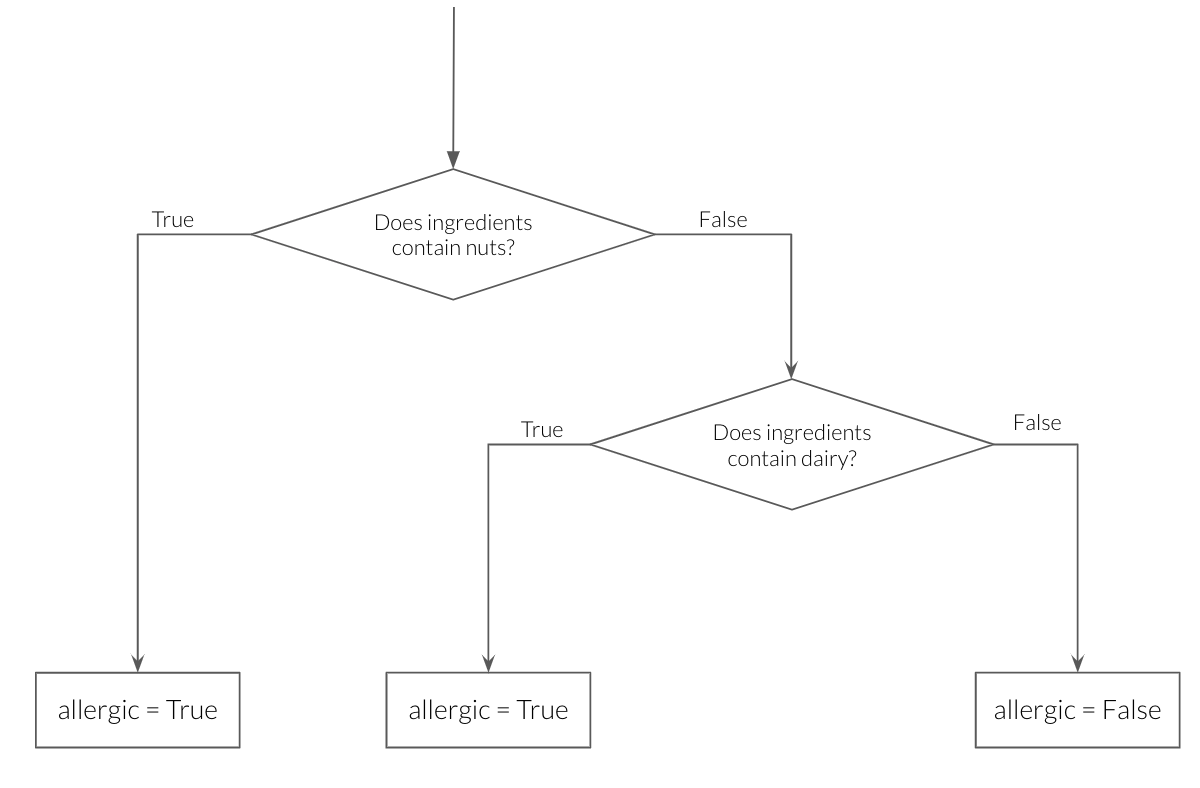 True
Does ingredients
contain nuts?
False
True
Does ingredients
contain dairy?
False
allergic = True
allergic = True
allergic = False